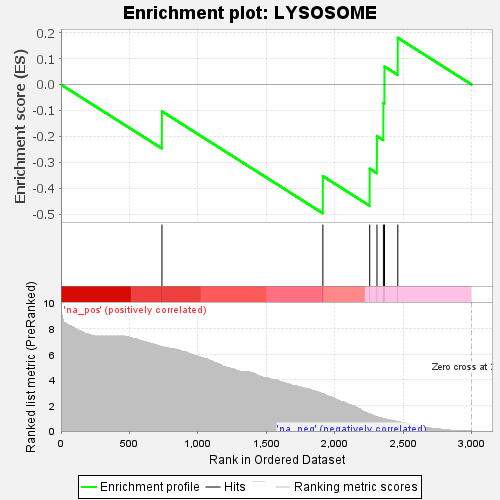 Enrichment plot: LYSOSOME
Enrichment score (ES)
0.2
0.1
0.0
-0.1
-0.2
-0.3
-0.4
-0.5
'na_pos' (positively correlated)
Ranked list metric (PreRanked)
10
8
6
4
2
0
Zero cross at
'na_neg' (negatively correlated)
0
500
1,000
1,500
2,000
2,500
3,000
Rank in Ordered Dataset
Enrichment profile
Hits
Ranking metric scores